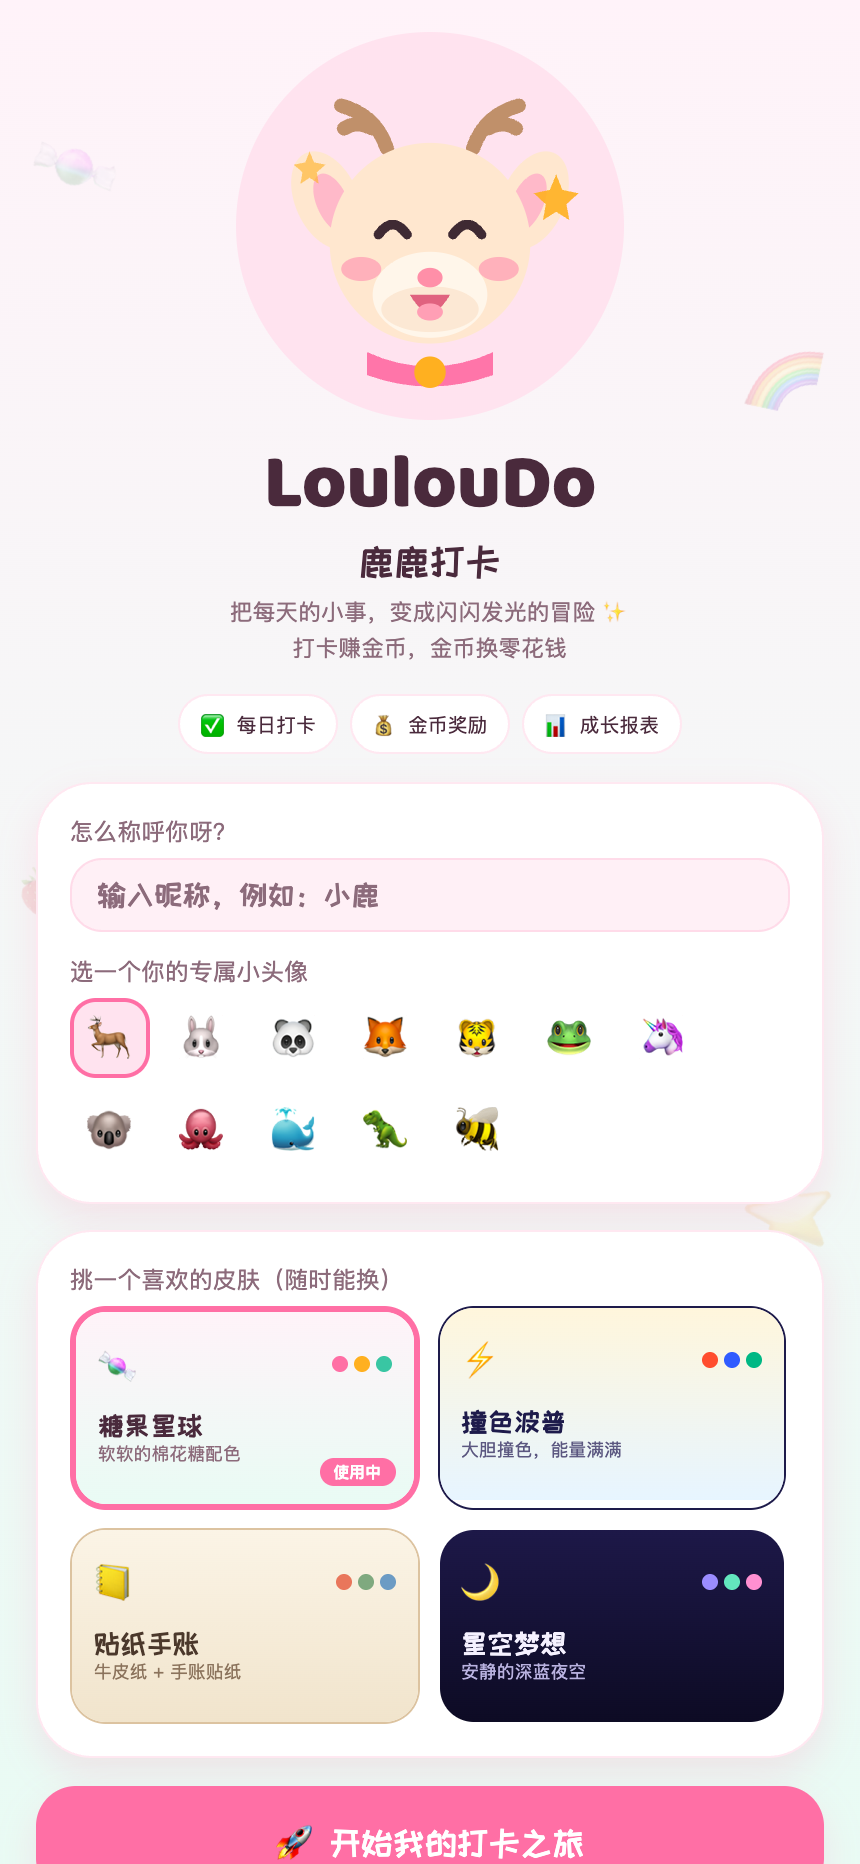 LoulouDo
鹿鹿打卡
把每天的小事，变成闪闪发光的冒险 ✨
打卡赚金币，金币换零花钱
✅ 每日打卡
💰 金币奖励
📊 成长报表
怎么称呼你呀?
输入昵称，例如：小鹿
选一个你的专属小头像
挑一个喜欢的皮肤（随时能换）
糖果星球
软软的棉花糖配色
使用中
撞色波普
大胆撞色，能量满满
贴纸手账
牛皮纸 + 手账贴纸
星空梦想
安静的深蓝夜空
🚀 开始我的打卡之旅